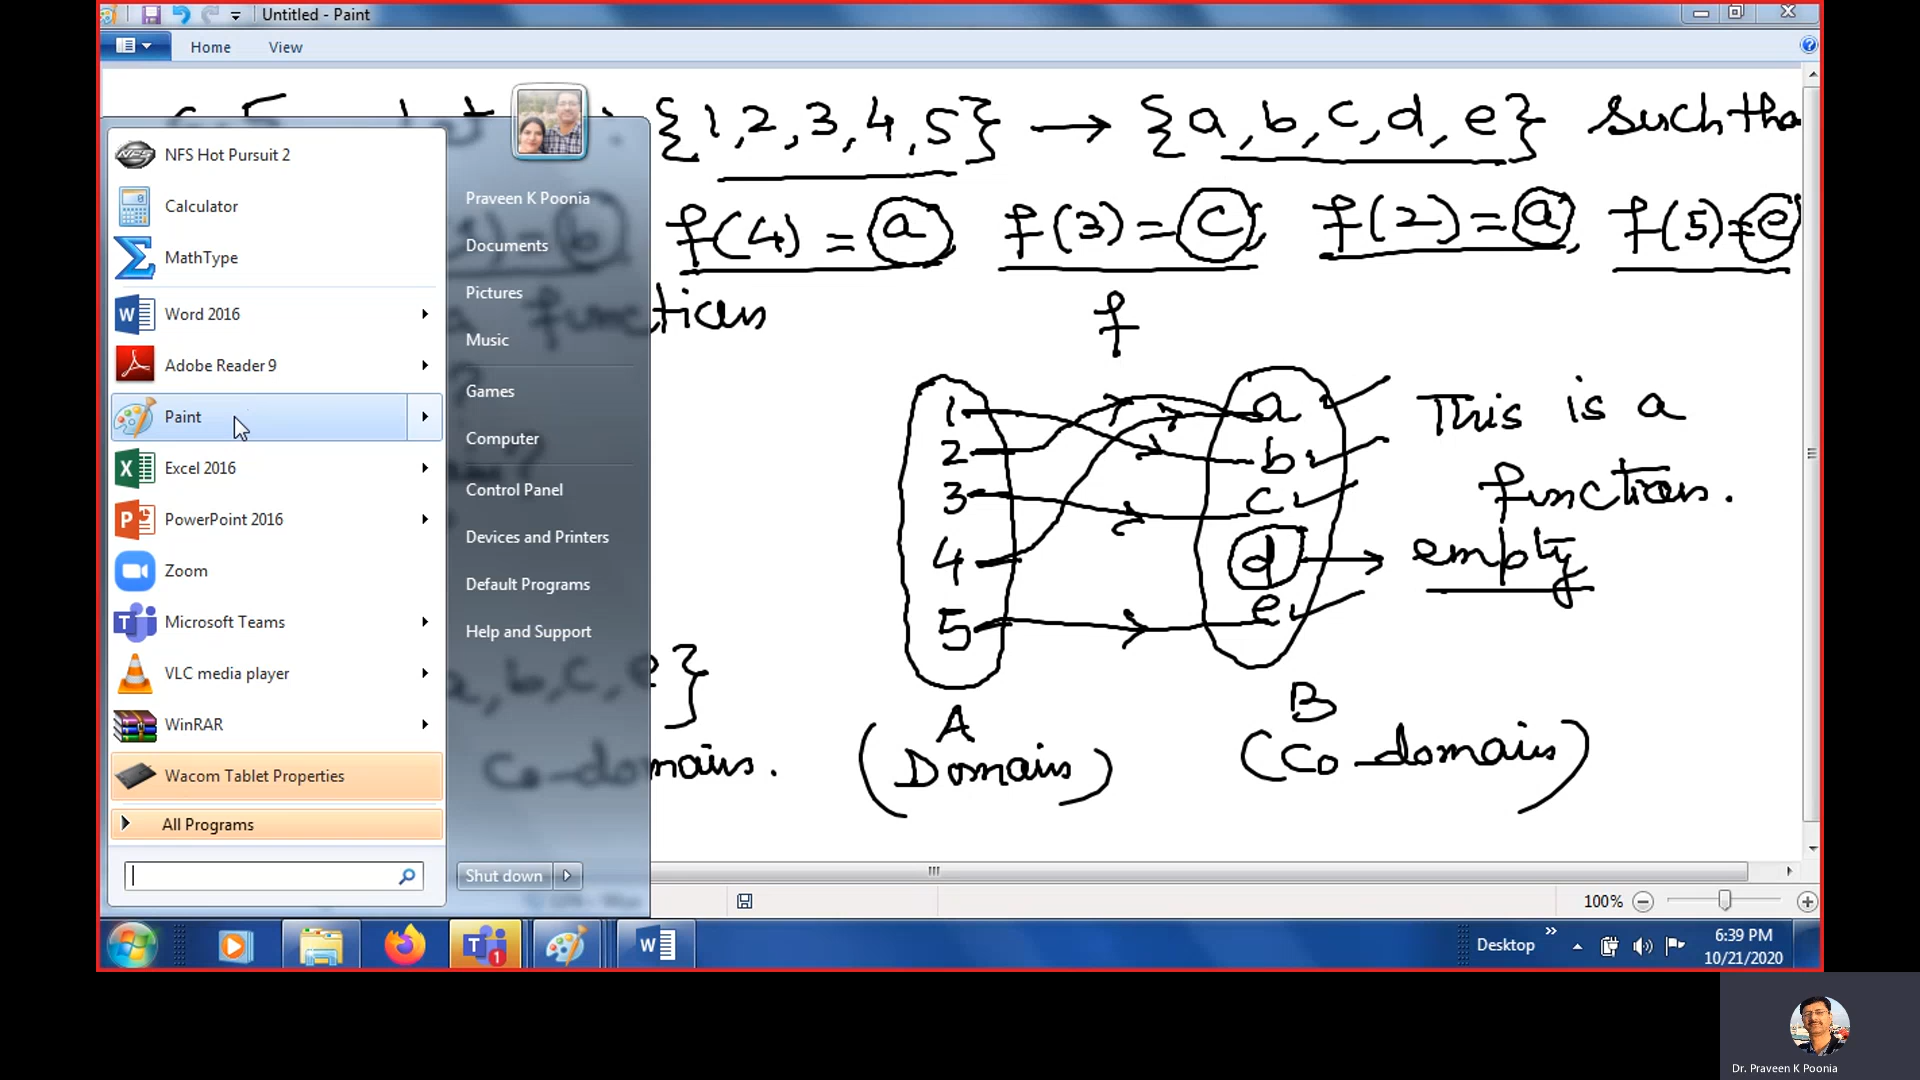 Untitled - Paint
Home View
{1,2,3,4,5} → {a,b,c,d,e} Such tha
f(4) = a f(3) = c, f(2) = a, f(5) = e
f
1
2
3
4
5
a
b
c
d
e
This is a
function.
empty
a,b,c,e}
A
B
Co-domain.
(Domain)
(Co-domain)
NFS Hot Pursuit 2
Calculator
MathType
Word 2016
Adobe Reader 9
Paint
Excel 2016
PowerPoint 2016
Zoom
Microsoft Teams
VLC media player
WinRAR
Wacom Tablet Properties
All Programs
Praveen K Poonia
Documents
Pictures
Music
Games
Computer
Control Panel
Devices and Printers
Default Programs
Help and Support
Shut down
100%
Desktop
6:39 PM
10/21/2020
1
Dr. Praveen K Poonia